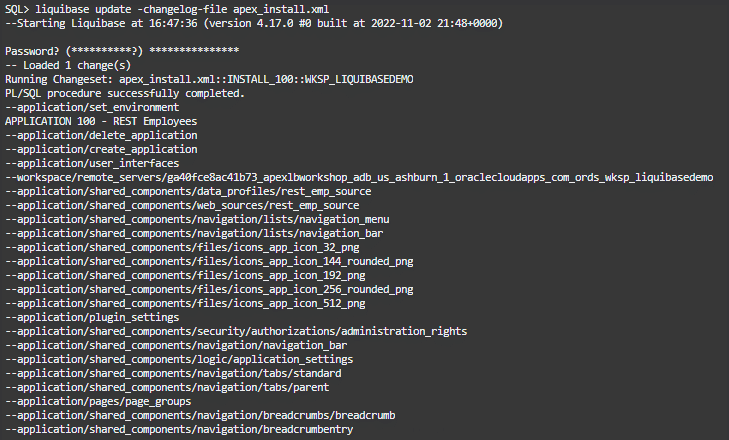 SQL> liquibase update -changelog-file apex_install.xml
--Starting Liquibase at 16:47:36 (version 4.17.0 #0 built at 2022-11-02 21:48+0000)
Password? (**********?) ***************
-- Loaded 1 change(s)
Running Changeset: apex_install.xml::INSTALL_100::WKSP_LIQUIBASEDEMO
PL/SQL procedure successfully completed.
--application/set_environment
APPLICATION 100 - REST Employees
--application/delete_application
--application/create_application
--application/user_interfaces
--workspace/remote_servers/ga40fce8ac41b73_apexlbworkshop_adb_us_ashburn_1_oraclecloudapps_com_ords_wksp_liquibasedemo
--application/shared_components/data_profiles/rest_emp_source
--application/shared_components/web_sources/rest_emp_source
--application/shared_components/navigation/lists/navigation_menu
--application/shared_components/navigation/lists/navigation_bar
--application/shared_components/files/icons_app_icon_32_png
--application/shared_components/files/icons_app_icon_144_rounded_png
--application/shared_components/files/icons_app_icon_192_png
--application/shared_components/files/icons_app_icon_256_rounded_png
--application/shared_components/files/icons_app_icon_512_png
--application/plugin_settings
--application/shared_components/security/authorizations/administration_rights
--application/shared_components/navigation/navigation_bar
--application/shared_components/logic/application_settings
--application/shared_components/navigation/tabs/standard
--application/shared_components/navigation/tabs/parent
--application/pages/page_groups
--application/shared_components/navigation/breadcrumbs/breadcrumb
--application/shared_components/navigation/breadcrumbentry